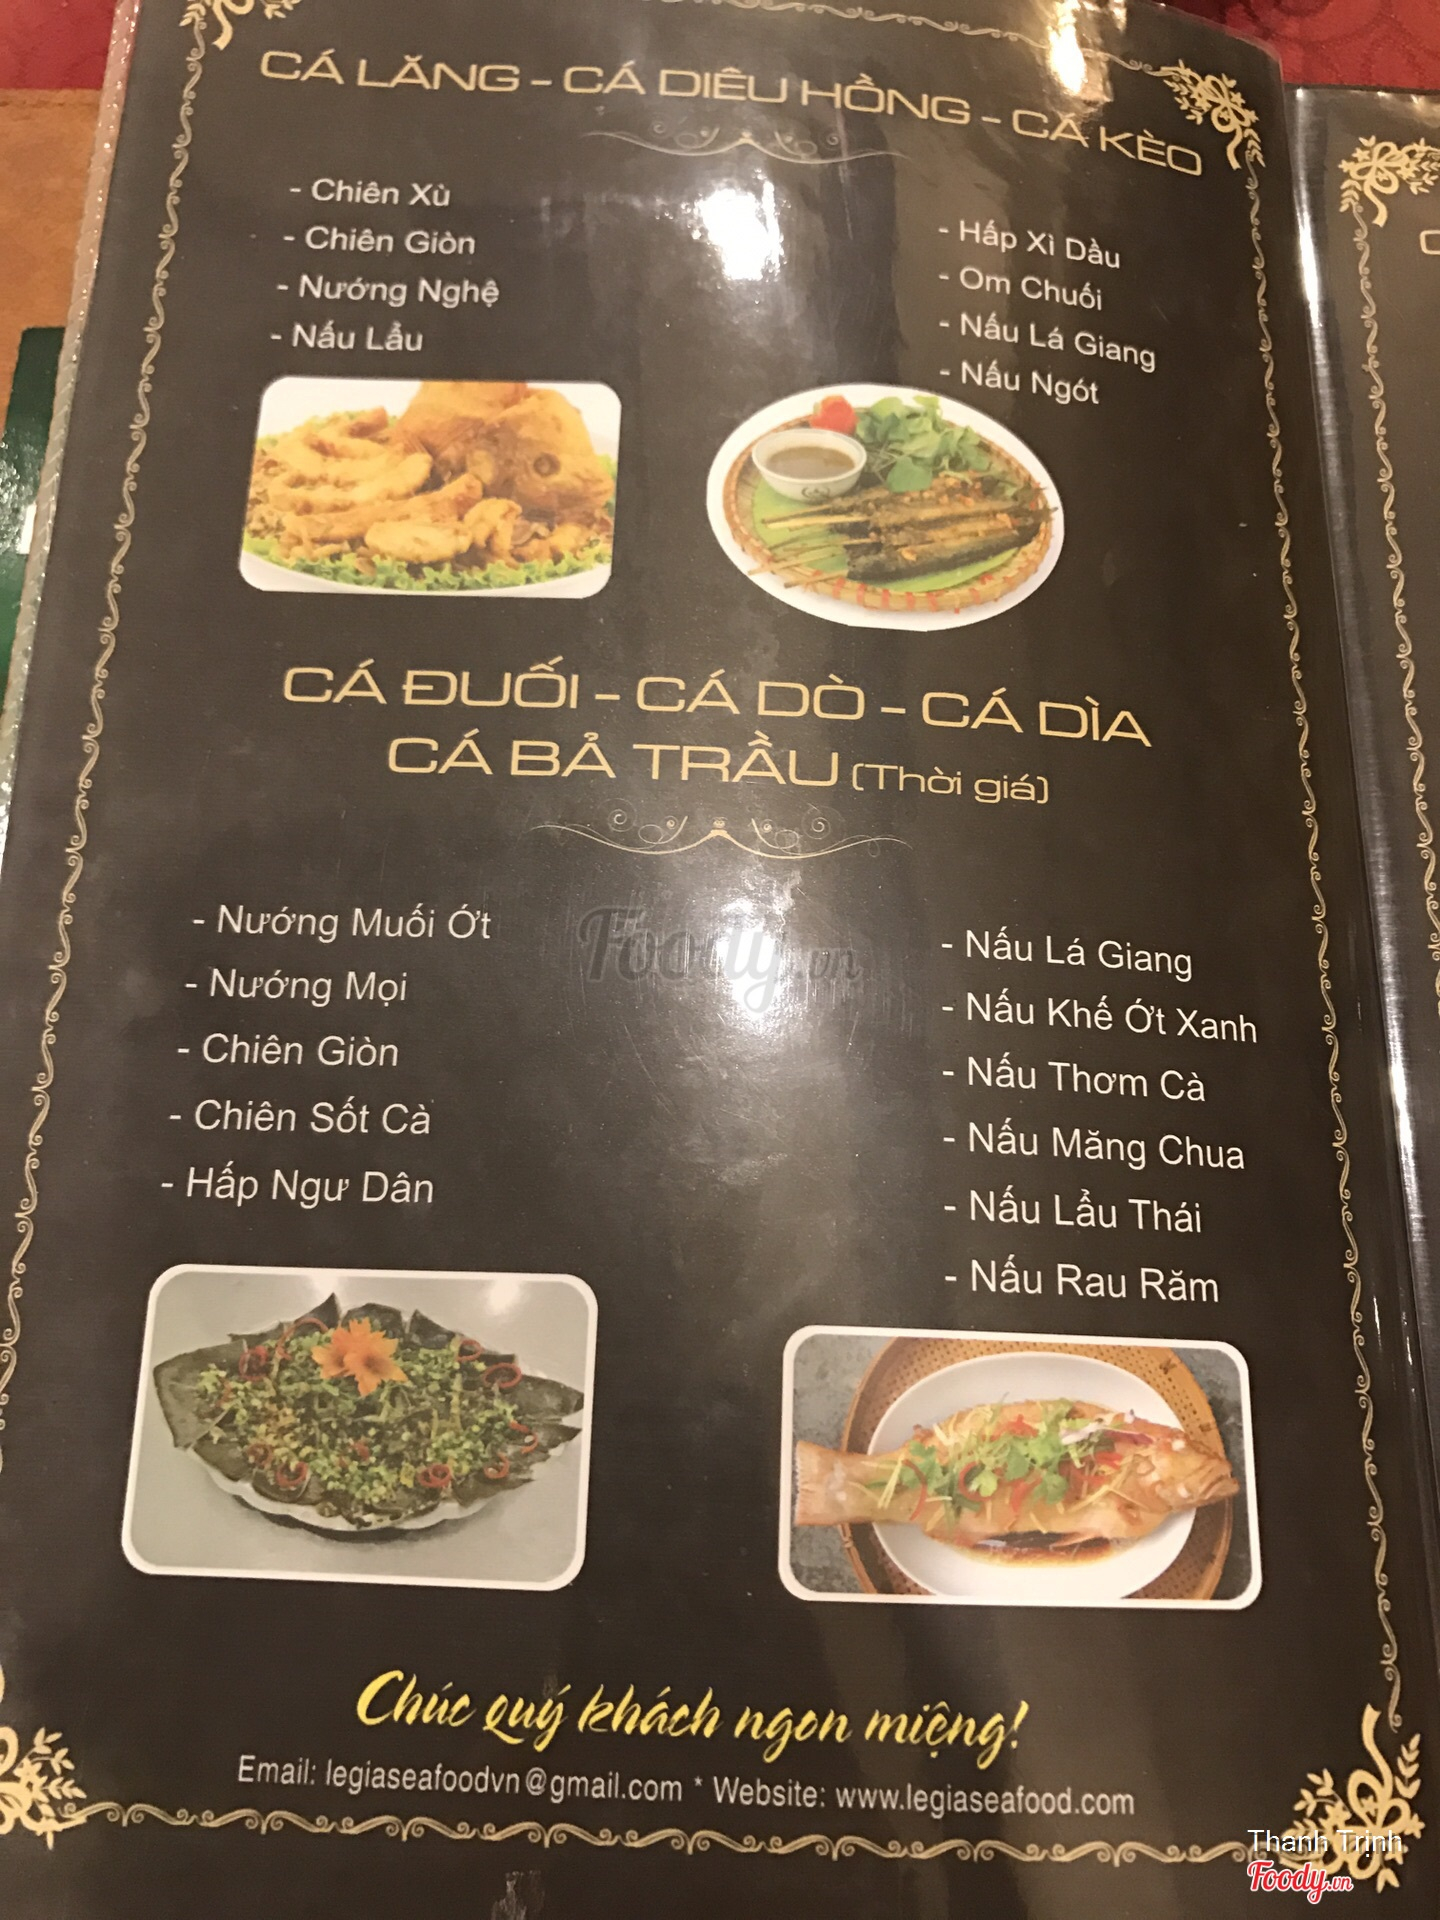 CÁ LĂNG - CÁ DIÊU HỒNG - CÁ KÈO
- Chiên Xù
- Chiên Giòn
- Nướng Nghệ
- Nấu Lẩu
- Hấp Xì Dầu
- Om Chuối
- Nấu Lá Giang
- Nấu Ngót
CÁ ĐUỐI - CÁ DÒ - CÁ DÌA
CÁ BẢ TRẦU (Thời giá)
- Nướng Muối Ớt
- Nướng Mọi
- Chiên Giòn
- Chiên Sốt Cà
- Hấp Ngư Dân
- Nấu Lá Giang
- Nấu Khế Ớt Xanh
- Nấu Thơm Cà
- Nấu Măng Chua
- Nấu Lẩu Thái
- Nấu Rau Răm
Foody.vn
Chúc quý khách ngon miệng!
Email: legiaseafoodvn@gmail.com * Website: www.legiaseafood.com
Thanh Trịnh
Foody.vn